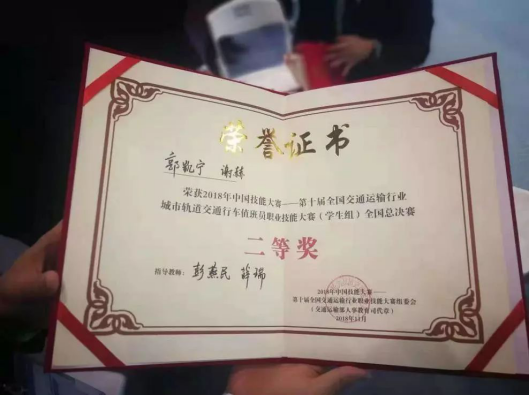 荣誉证书
郭凯宁 谢
荣获2018年中国技能大赛——第十届全国交通运输行业
城市轨道交通行车值班员职业技能大赛（学生组）全国总决赛
二等奖
指导教师： 彭燕民 薛瑞
2018年中国技能大赛——
第十届全国交通运输行业职业技能大赛组委会
（交通运输部人事教育司代章）
2018年11月